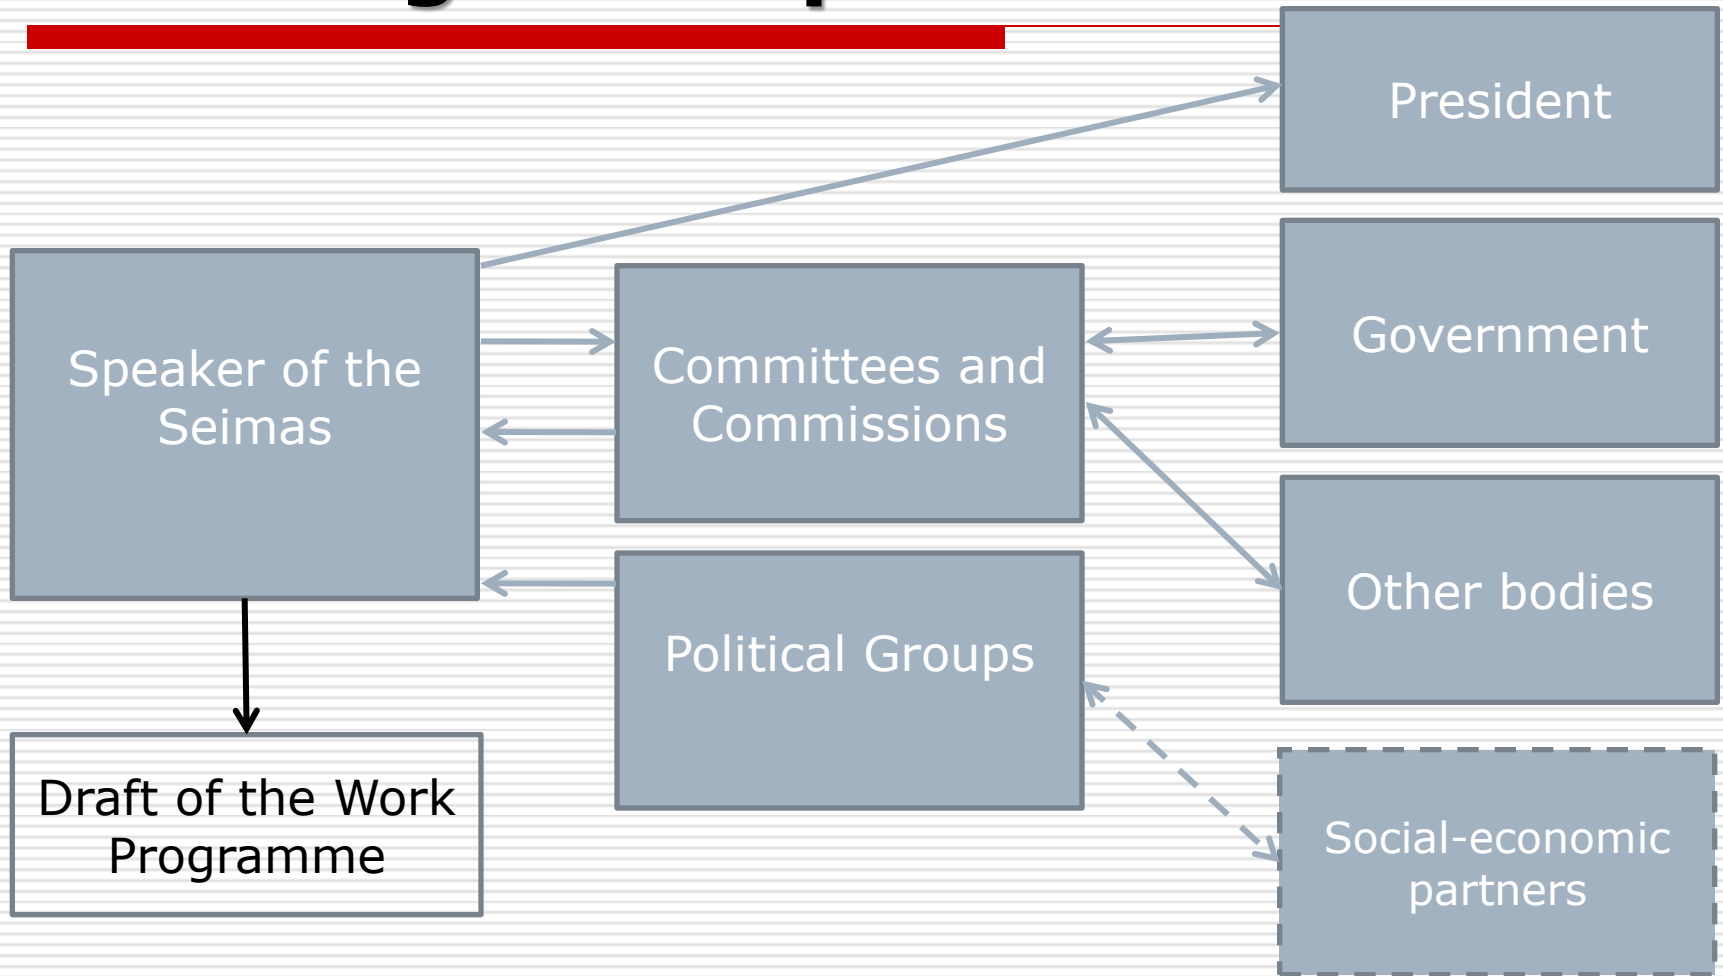 President
Speaker of the
Seimas
Committees and
Commissions
Government
Political Groups
Other bodies
Draft of the Work
Programme
Social-economic
partners